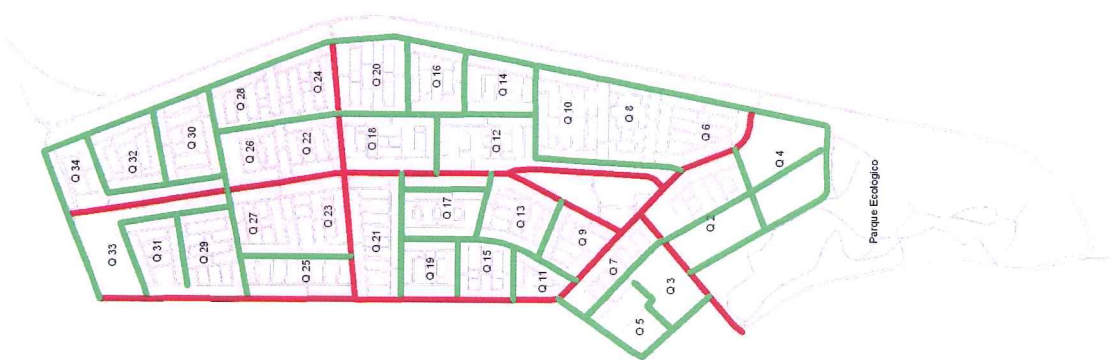 Q 34
Q 32
Q 30
Q 28
Q 24
Q 20
Q 16
Q 14
Q 10
Q 8
Q 6
Q 4
Q 26
Q 22
Q 18
Q 12
Q 33
Q 31
Q 29
Q 27
Q 23
Q 25
Q 21
Q 17
Q 13
Q 9
Q 19
Q 15
Q 11
Q 7
Q 2
Q 5
Q 3
Parque Ecologico